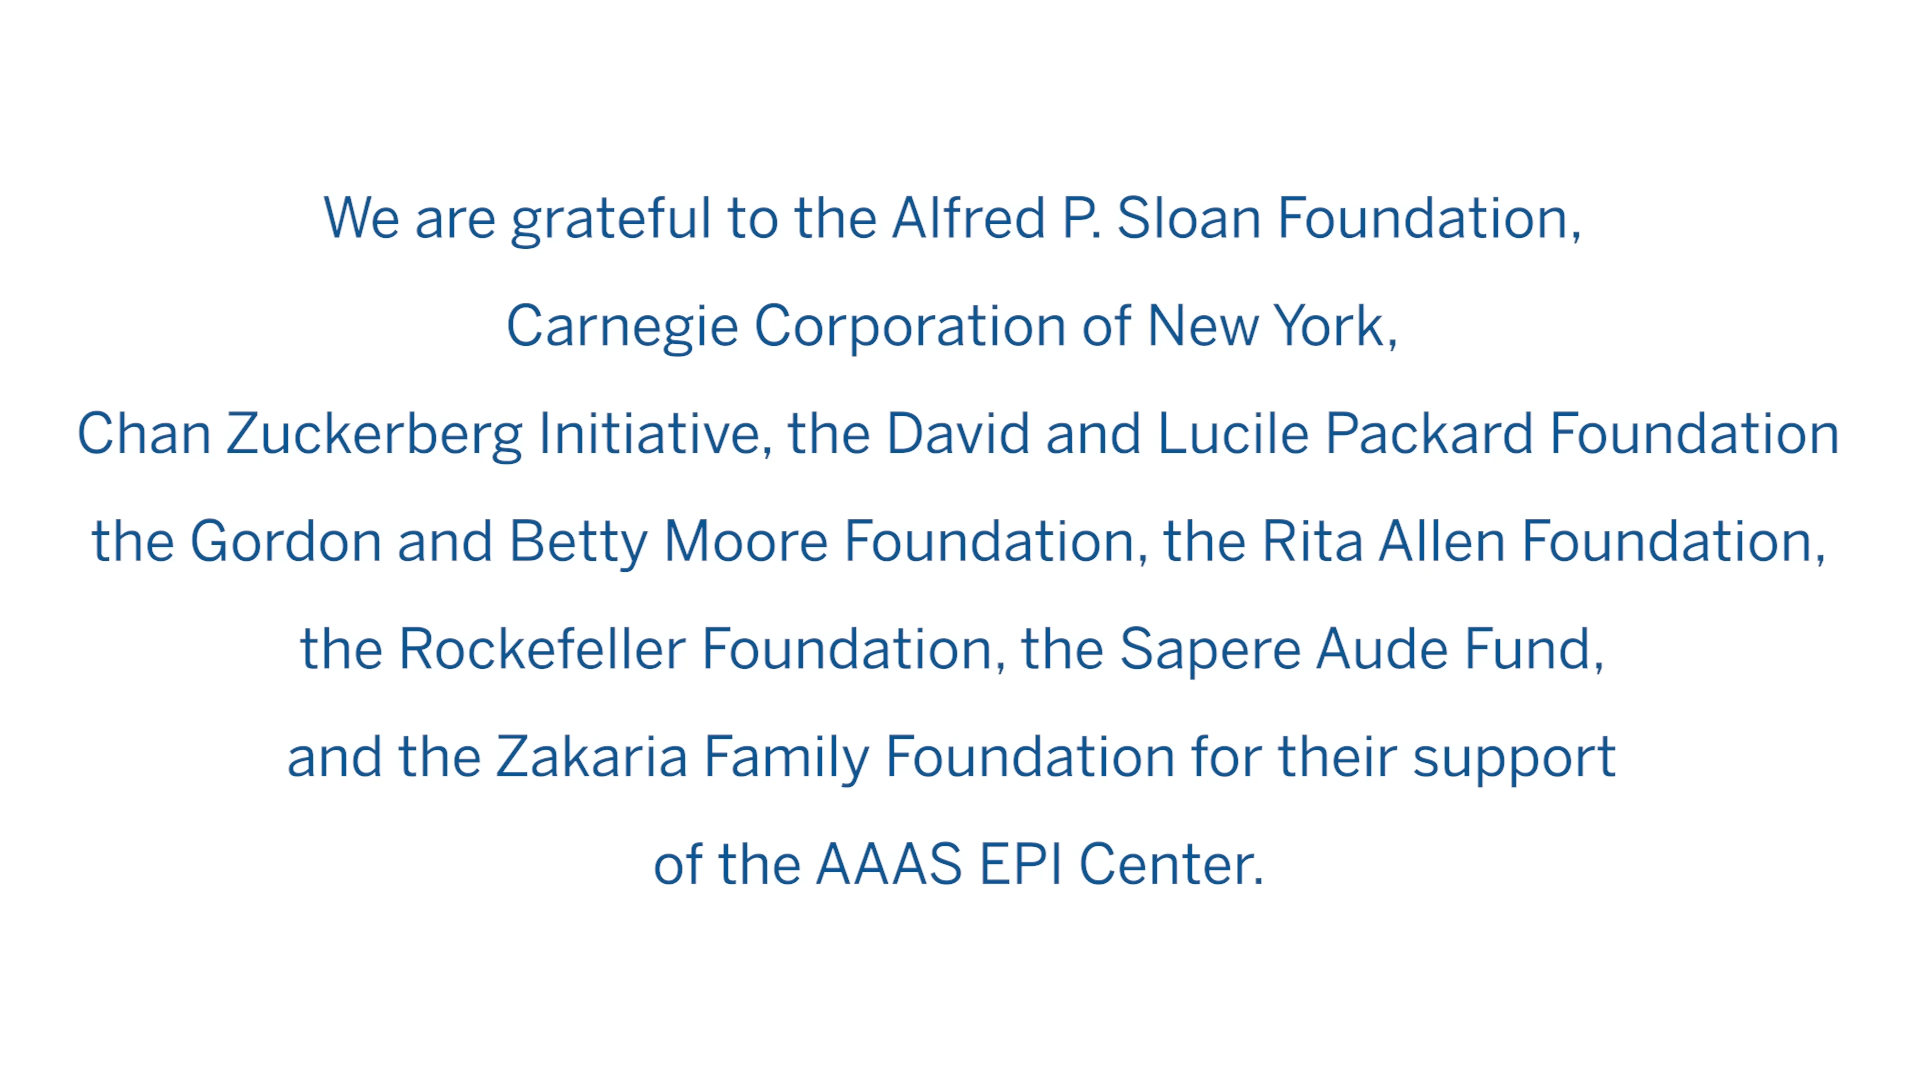 We are grateful to the Alfred P. Sloan Foundation,
Carnegie Corporation of New York,
Chan Zuckerberg Initiative, the David and Lucile Packard Foundation
the Gordon and Betty Moore Foundation, the Rita Allen Foundation,
the Rockefeller Foundation, the Sapere Aude Fund,
and the Zakaria Family Foundation for their support
of the AAAS EPI Center.